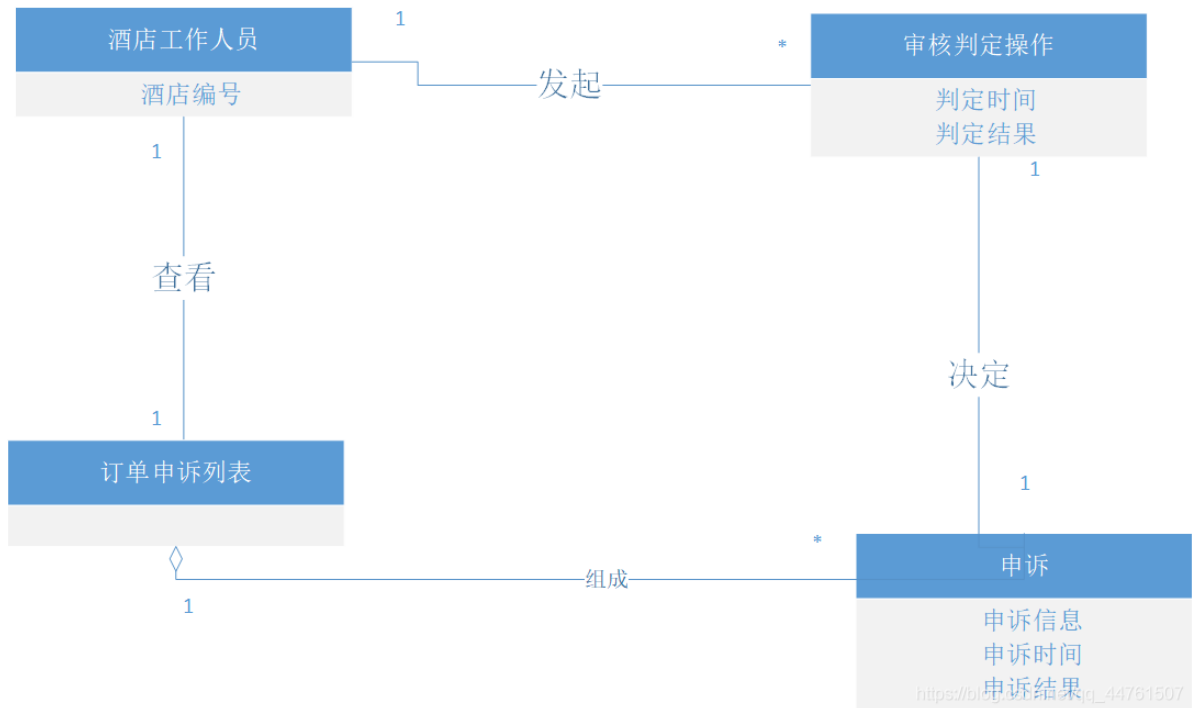 酒店工作人员
酒店编号
1
发起
*
审核判定操作
判定时间
判定结果
1
查看
1
1
决定
1
订单申诉列表
1
组成
*
申诉
申诉信息
申诉时间
申诉结果